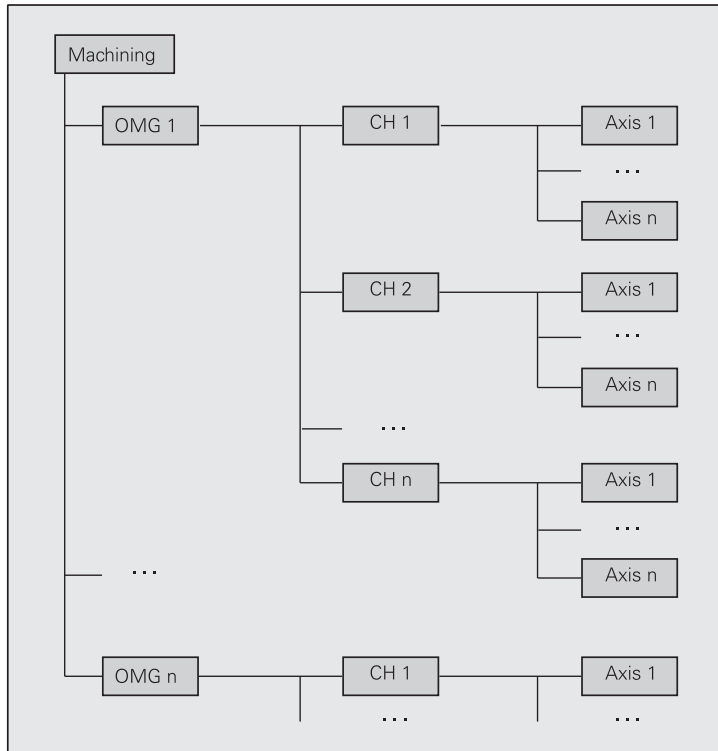 Machining
OMG 1
CH 1
Axis 1
...
Axis n
CH 2
Axis 1
...
Axis n
...
CH n
Axis 1
...
Axis n
...
OMG n
CH 1
Axis 1
...
...